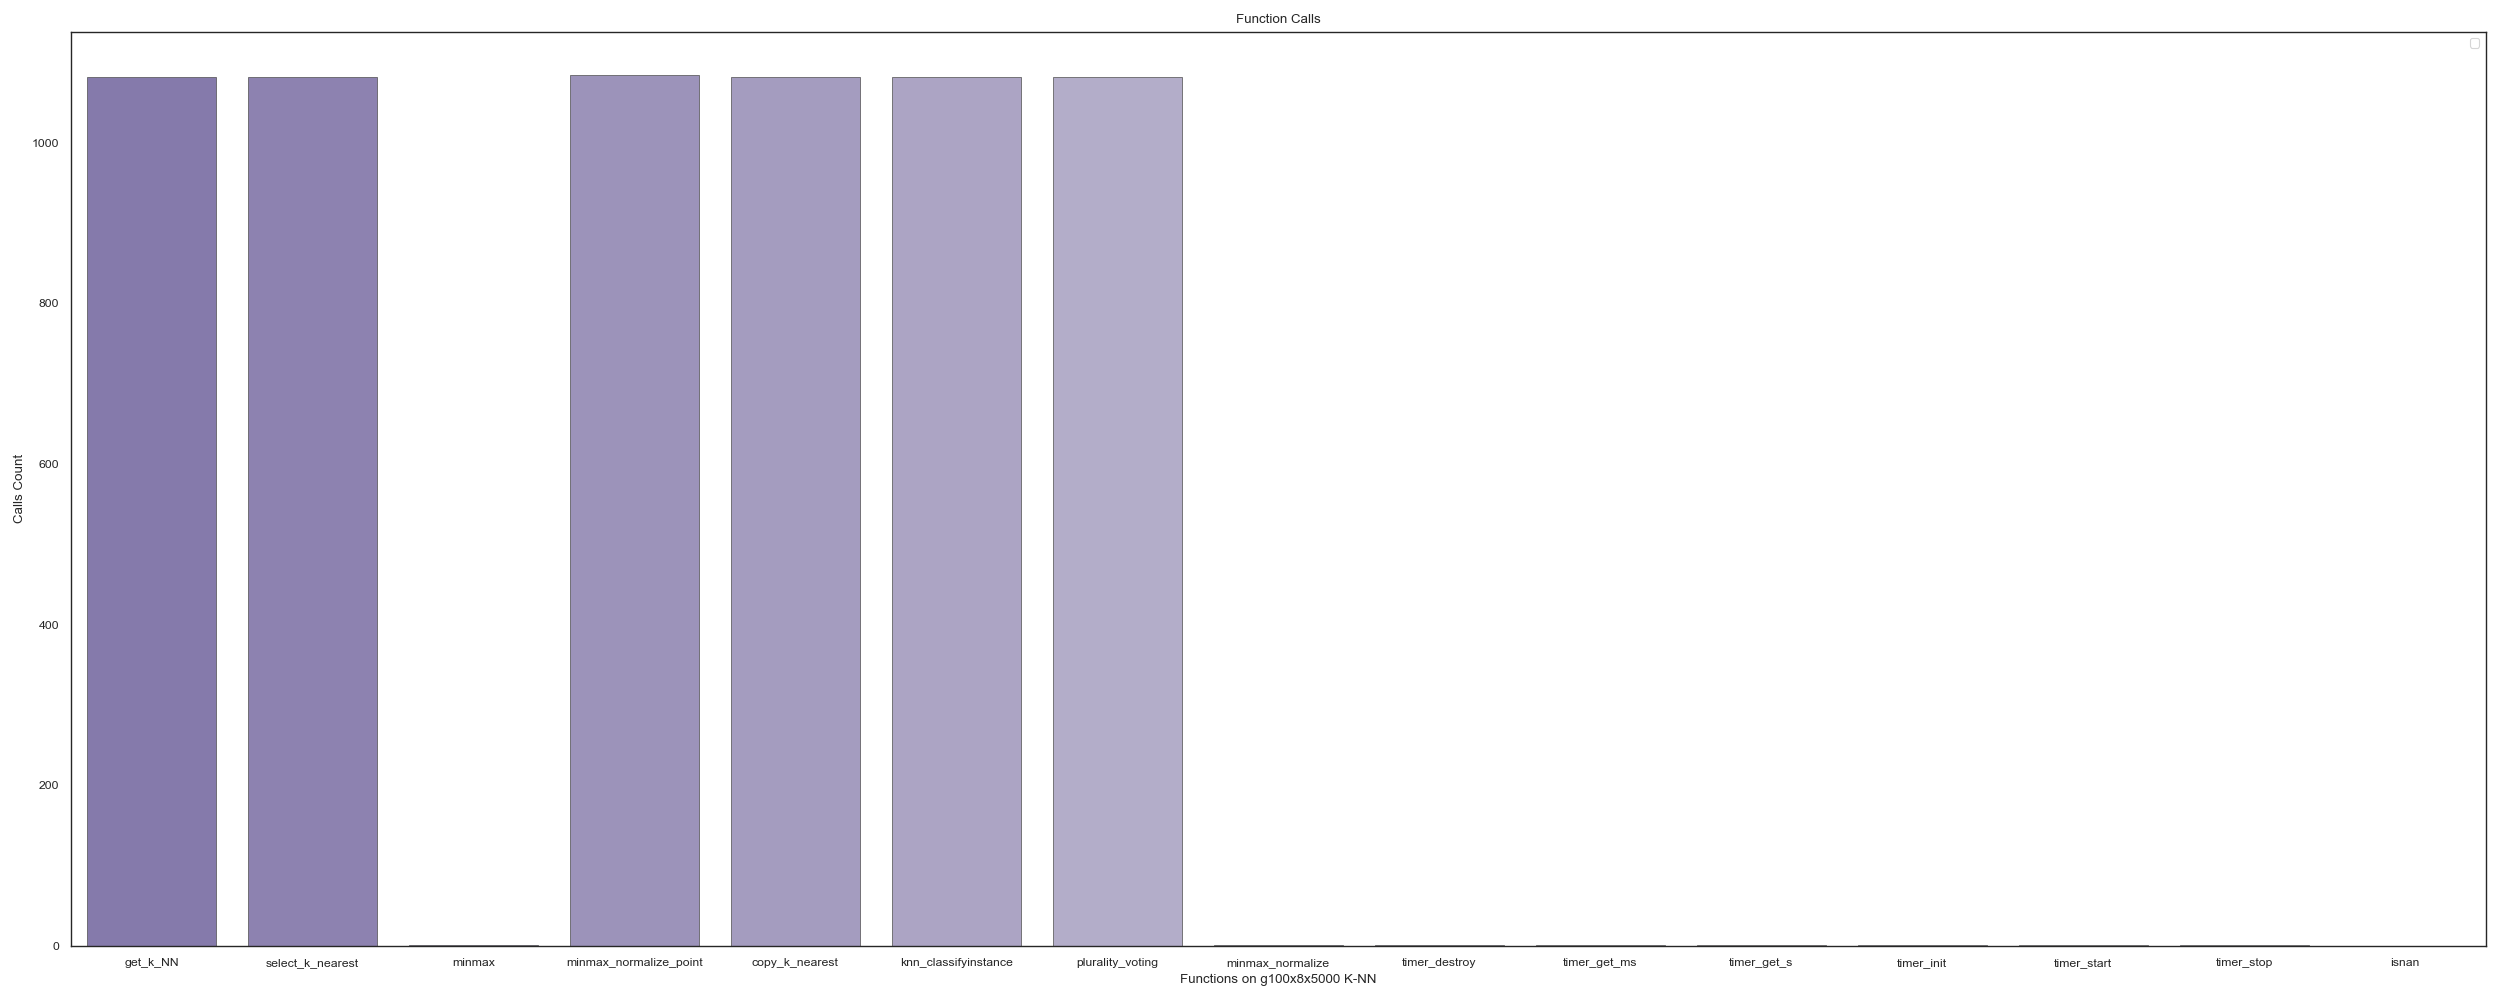 Function Calls
1000
800
600
400
200
0
Calls Count
get_k_NN
select_k_nearest
minmax
minmax_normalize_point
copy_k_nearest
knn_classifyinstance
plurality_voting
minmax_normalize
timer_destroy
timer_get_ms
timer_get_s
timer_init
timer_start
timer_stop
isnan
Functions on g100x8x5000 K-NN